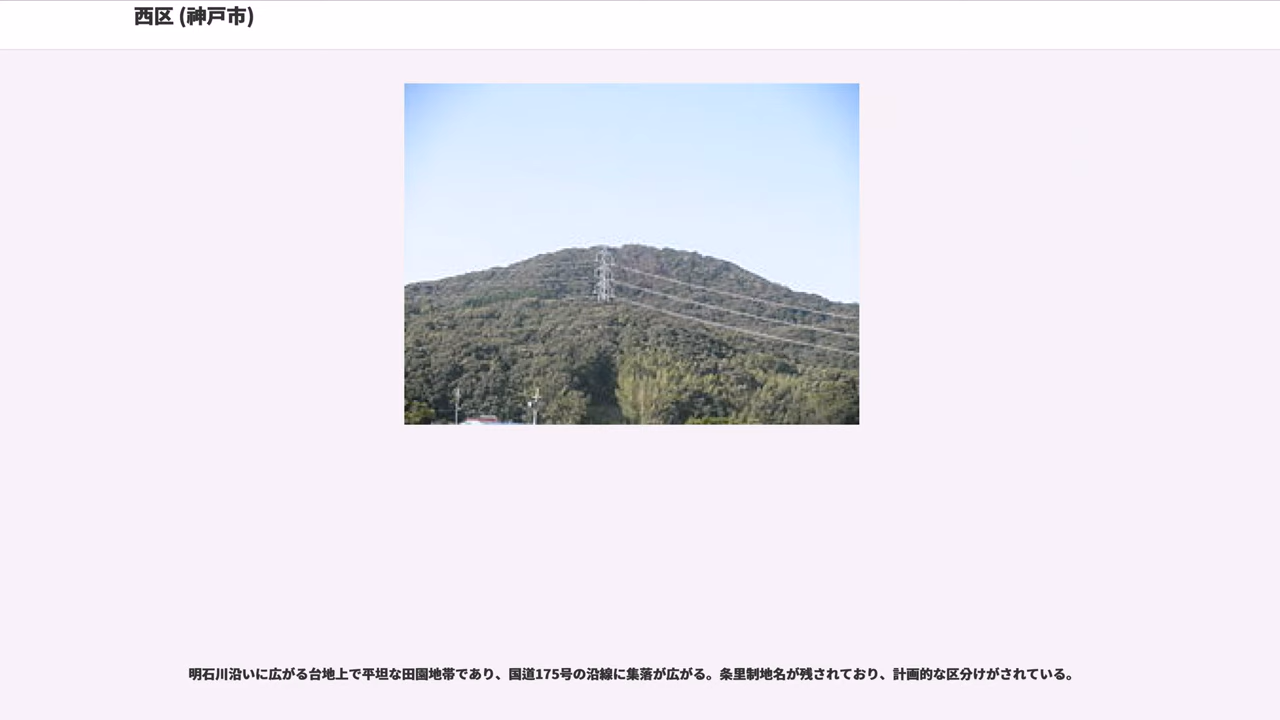 西区 (神戸市)
明石川沿いに広がる台地上で平坦な田園地帯であり、国道175号の沿線に集落が広がる。条里制地名が残されており、計画的な区分けがされている。